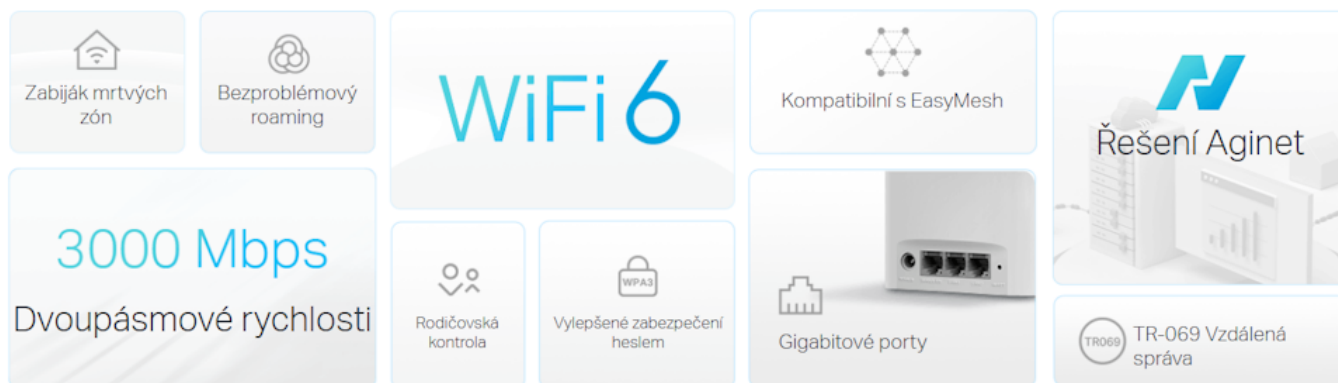 Zabiják mrtvých
zón
Bezproblémový
roaming
WiFi 6
Kompatibilní s EasyMesh
Řešení Aginet
3000 Mbps
Dvoupásmové rychlosti
Rodičovská
kontrola
WPA3
Vylepšené zabezpečení
heslem
Gigabitové porty
TR069
TR-069 Vzdálená
správa